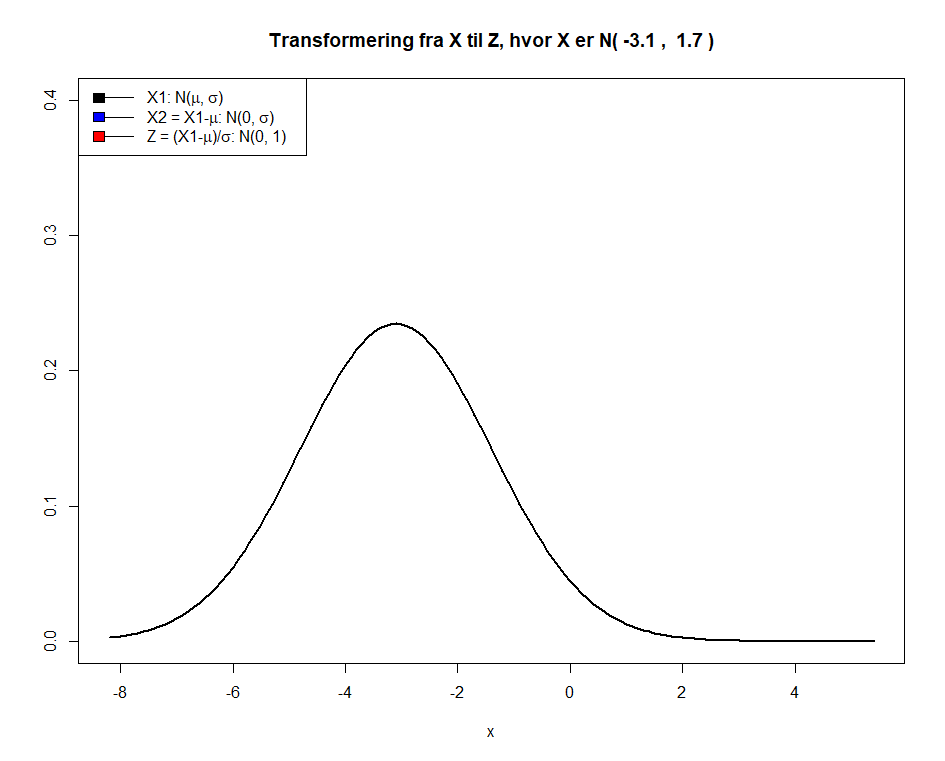 Transformering fra X til Z, hvor X er N( -3.1 , 1.7 )
X1: N(μ, σ)
X2 = X1-μ: N(0, σ)
Z = (X1-μ)/σ: N(0, 1)
0.4
0.3
0.2
0.1
0.0
-8 -6 -4 -2 0 2 4
x